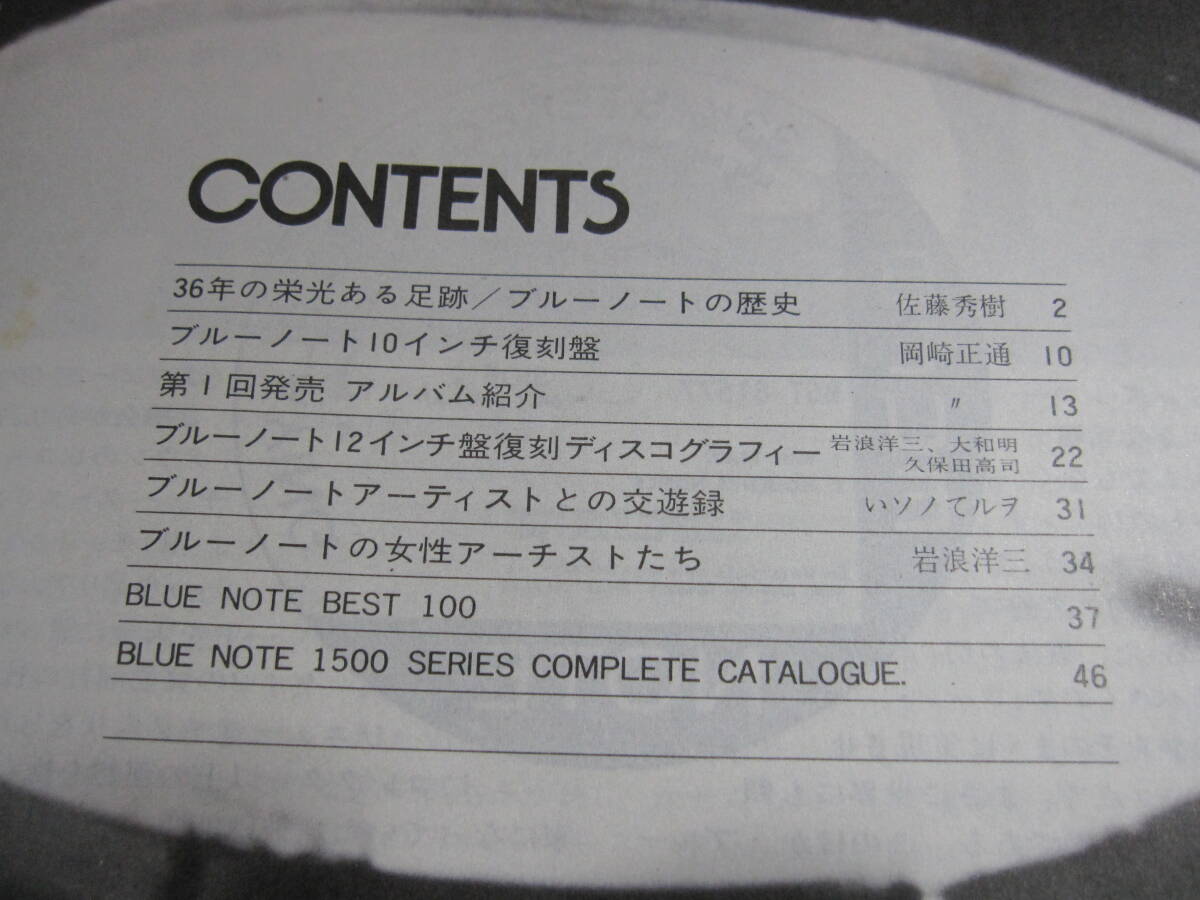 CONTENTS
36年の栄光ある足跡／ブルーノートの歴史 佐藤秀樹 2
ブルーノート10インチ復刻盤 岡崎正通 10
第1回発売 アルバム紹介 〃 13
ブルーノート12インチ盤復刻ディスコグラフィー 岩浪洋三、大和明
久保田高司 22
ブルーノートアーティストとの交遊録 いソノてルヲ 31
ブルーノートの女性アーチストたち 岩浪洋三 34
BLUE NOTE BEST 100 37
BLUE NOTE 1500 SERIES COMPLETE CATALOGUE. 46